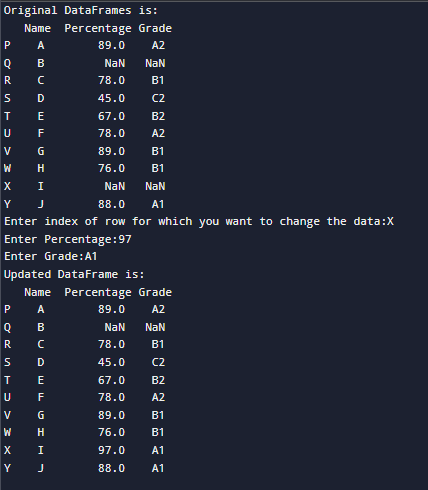 Original DataFrames is:
   Name  Percentage Grade
P    A        89.0    A2
Q    B         NaN   NaN
R    C        78.0    B1
S    D        45.0    C2
T    E        67.0    B2
U    F        78.0    A2
V    G        89.0    B1
W    H        76.0    B1
X    I         NaN   NaN
Y    J        88.0    A1
Enter index of row for which you want to change the data:X
Enter Percentage:97
Enter Grade:A1
Updated DataFrame is:
   Name  Percentage Grade
P    A        89.0    A2
Q    B         NaN   NaN
R    C        78.0    B1
S    D        45.0    C2
T    E        67.0    B2
U    F        78.0    A2
V    G        89.0    B1
W    H        76.0    B1
X    I        97.0    A1
Y    J        88.0    A1